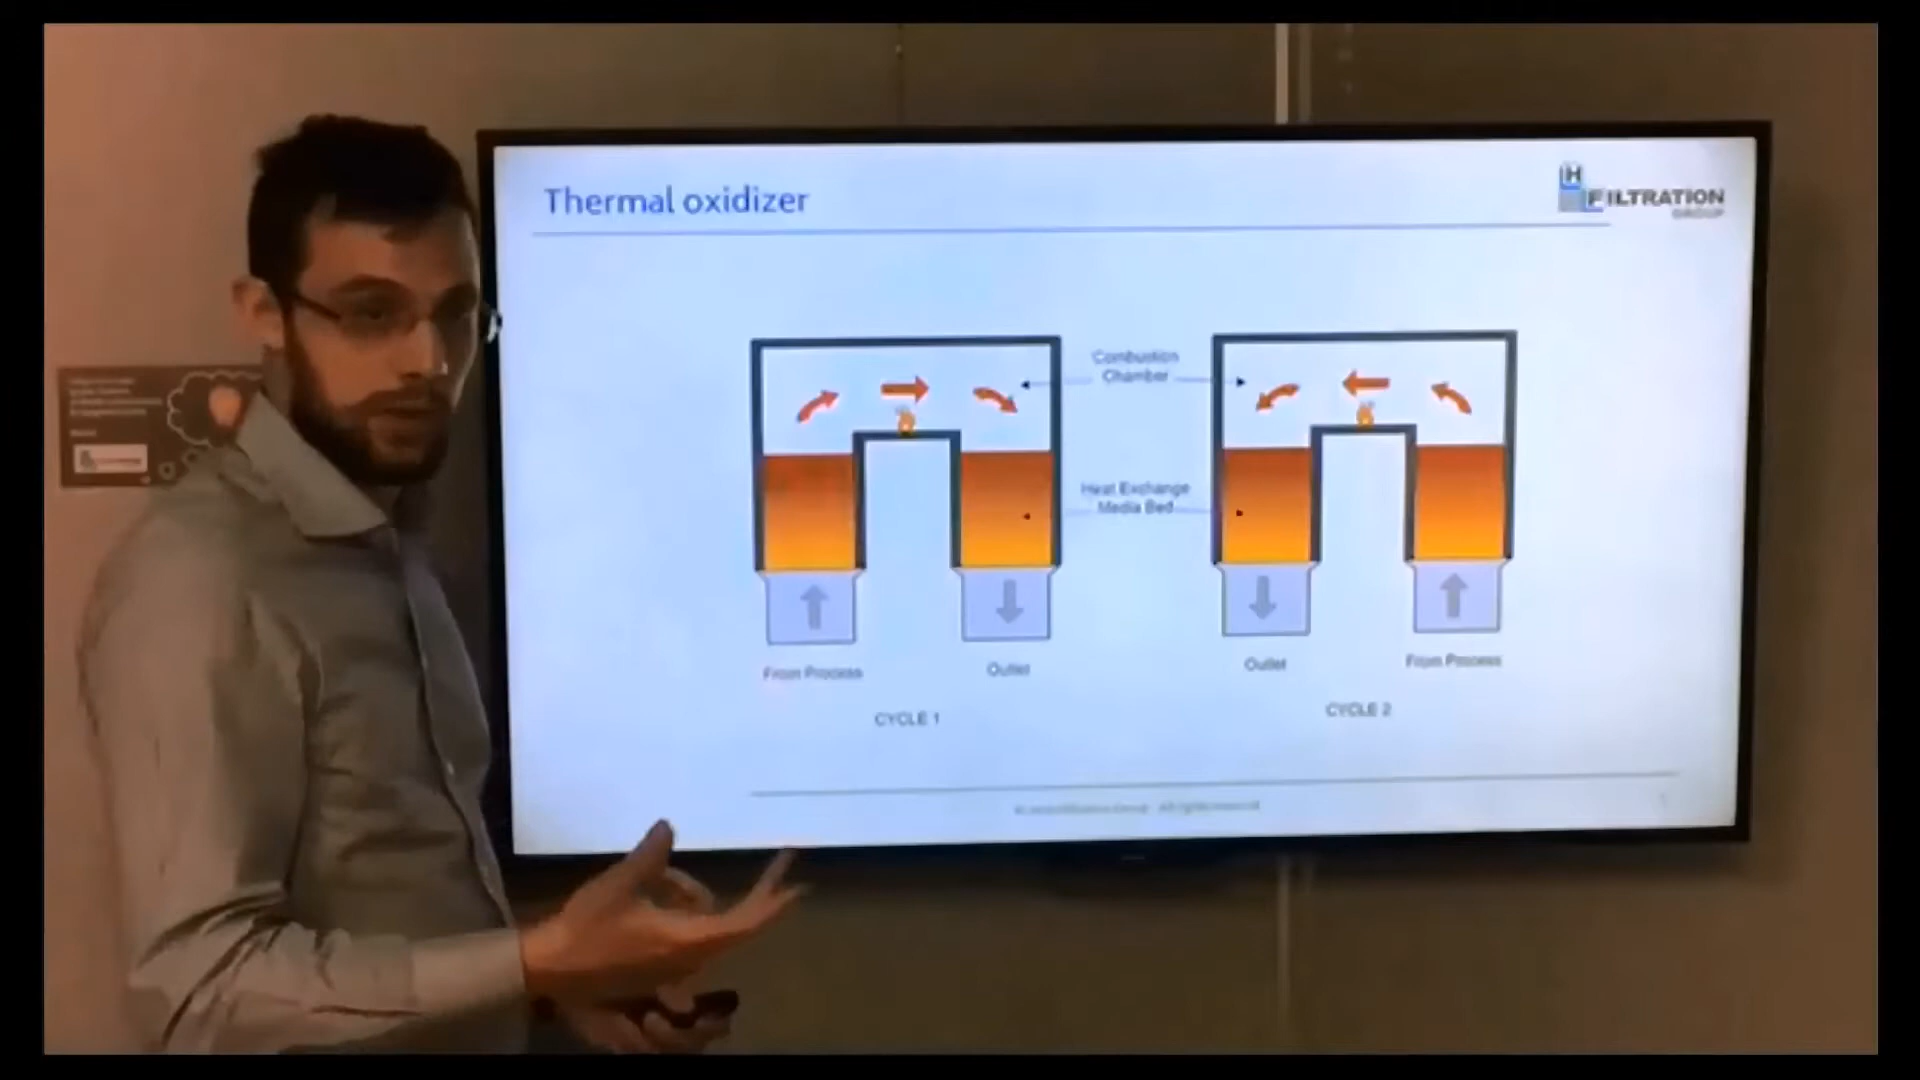 Thermal oxidizer
H
FILTRATION
GROUP
Combustion
Chamber
Heat Exchange
Media Bed
From Process
Outlet
Outlet
From Process
CYCLE 1
CYCLE 2